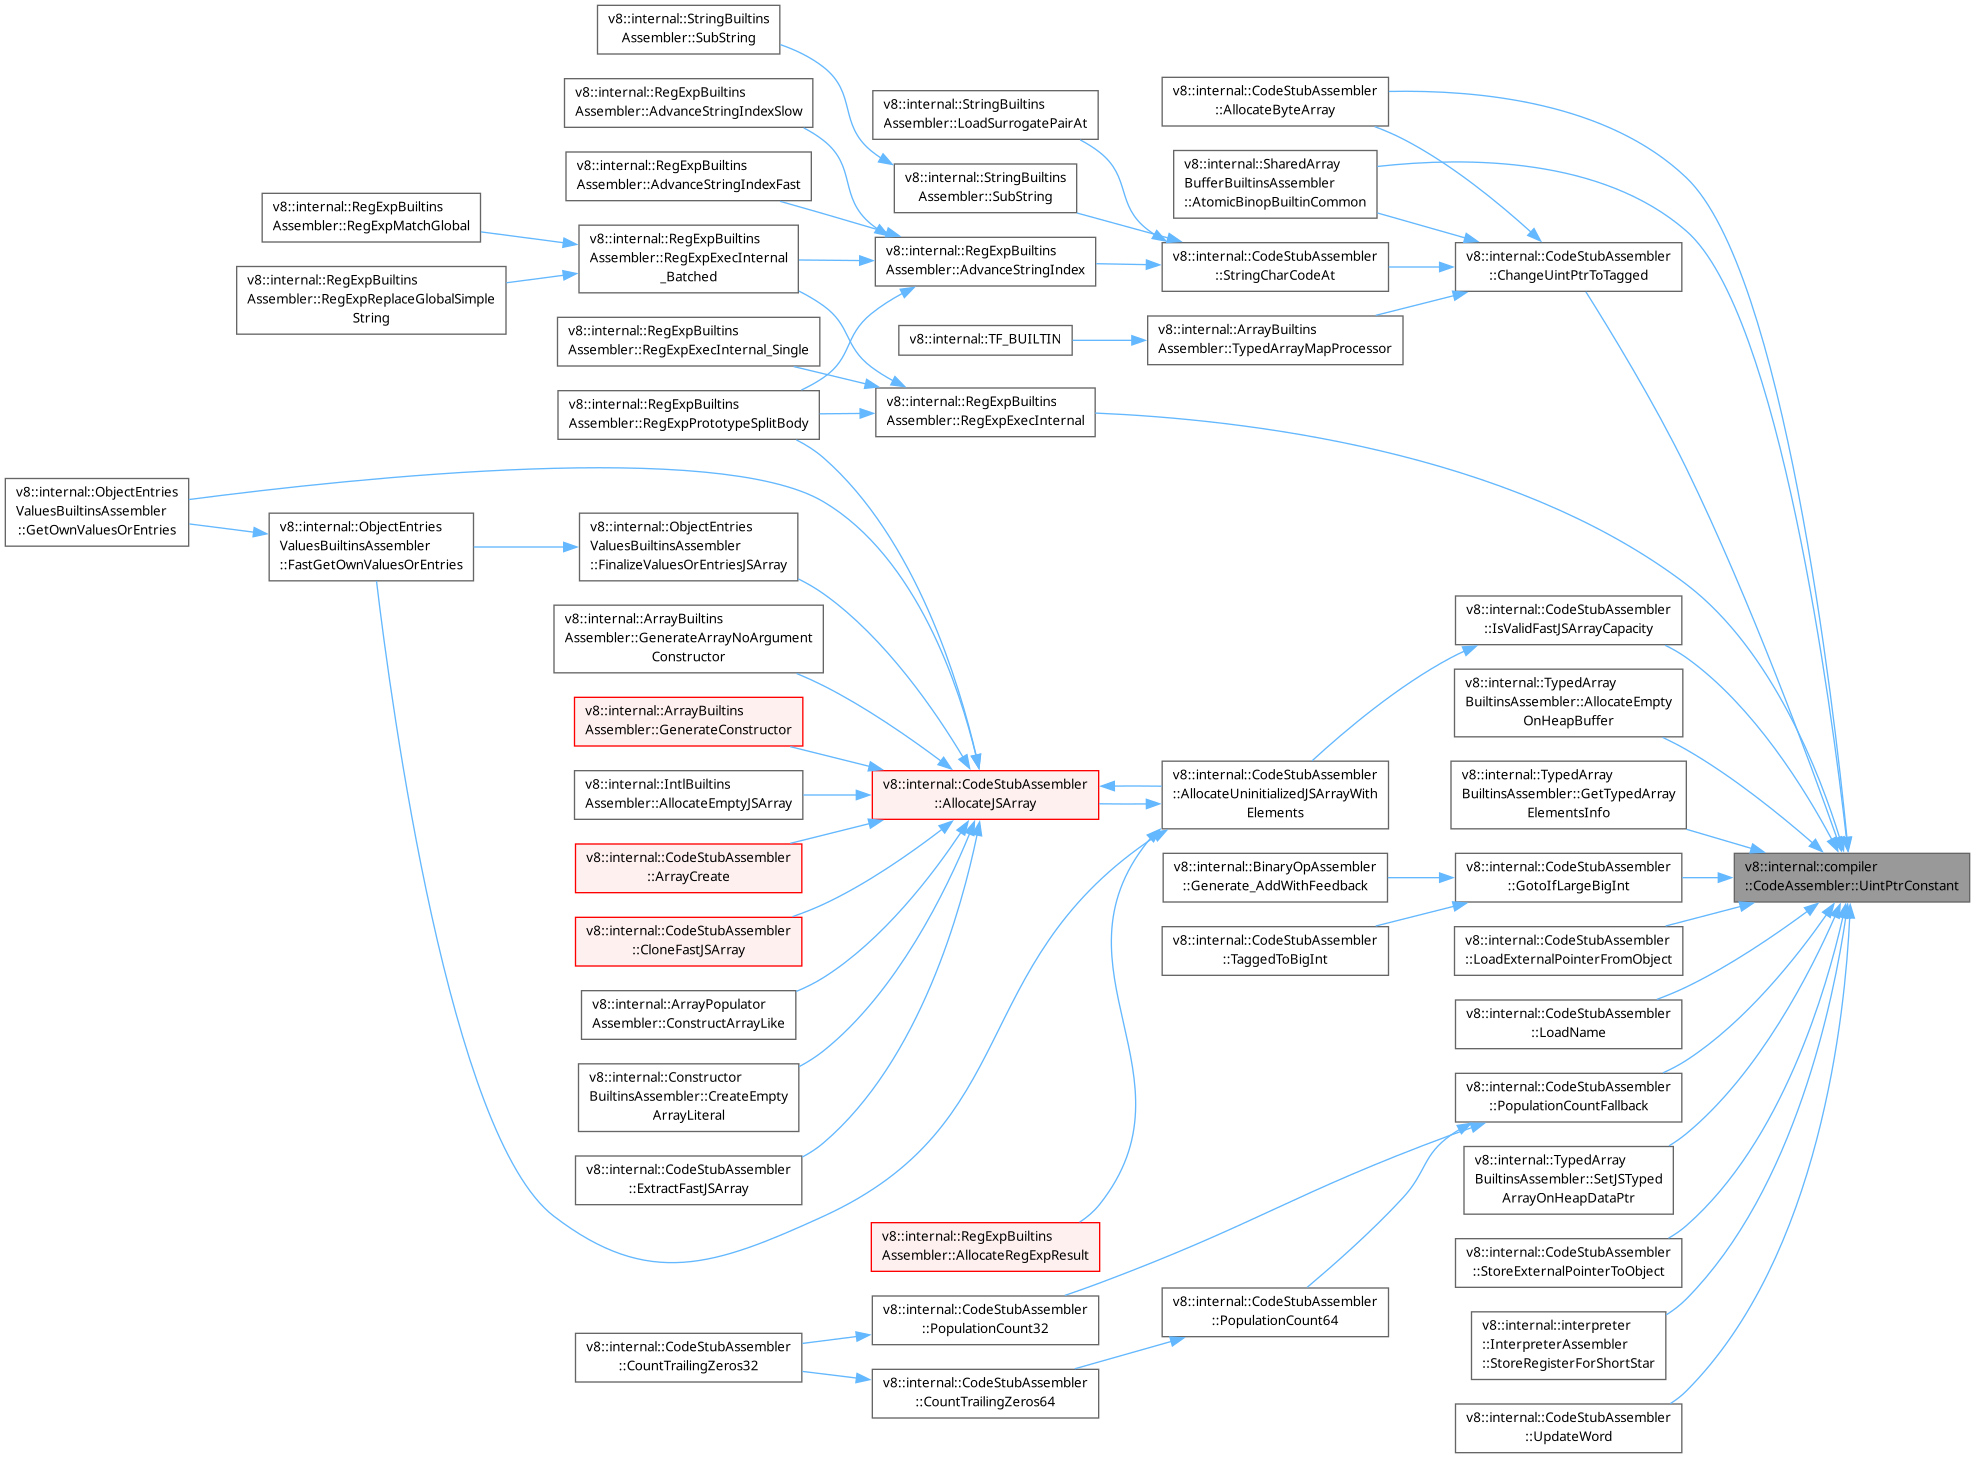 v8::internal::StringBuiltins
Assembler::SubString
v8::internal::RegExpBuiltins
Assembler::AdvanceStringIndexSlow
v8::internal::StringBuiltins
Assembler::LoadSurrogatePairAt
v8::internal::CodeStubAssembler
::AllocateByteArray
v8::internal::RegExpBuiltins
Assembler::AdvanceStringIndexFast
v8::internal::StringBuiltins
Assembler::SubString
v8::internal::SharedArray
BufferBuiltinsAssembler
::AtomicBinopBuiltinCommon
v8::internal::RegExpBuiltins
Assembler::RegExpMatchGlobal
v8::internal::RegExpBuiltins
Assembler::RegExpExecInternal
_Batched
v8::internal::RegExpBuiltins
Assembler::AdvanceStringIndex
v8::internal::CodeStubAssembler
::StringCharCodeAt
v8::internal::CodeStubAssembler
::ChangeUintPtrToTagged
v8::internal::RegExpBuiltins
Assembler::RegExpReplaceGlobalSimple
String
v8::internal::RegExpBuiltins
Assembler::RegExpExecInternal_Single
v8::internal::TF_BUILTIN
v8::internal::ArrayBuiltins
Assembler::TypedArrayMapProcessor
v8::internal::RegExpBuiltins
Assembler::RegExpPrototypeSplitBody
v8::internal::RegExpBuiltins
Assembler::RegExpExecInternal
v8::internal::ObjectEntries
ValuesBuiltinsAssembler
::GetOwnValuesOrEntries
v8::internal::ObjectEntries
ValuesBuiltinsAssembler
::FastGetOwnValuesOrEntries
v8::internal::ObjectEntries
ValuesBuiltinsAssembler
::FinalizeValuesOrEntriesJSArray
v8::internal::ArrayBuiltins
Assembler::GenerateArrayNoArgument
Constructor
v8::internal::CodeStubAssembler
::IsValidFastJSArrayCapacity
v8::internal::ArrayBuiltins
Assembler::GenerateConstructor
v8::internal::TypedArray
BuiltinsAssembler::AllocateEmpty
OnHeapBuffer
v8::internal::IntlBuiltins
Assembler::AllocateEmptyJSArray
v8::internal::CodeStubAssembler
::AllocateJSArray
v8::internal::CodeStubAssembler
::AllocateUninitializedJSArrayWith
Elements
v8::internal::TypedArray
BuiltinsAssembler::GetTypedArray
ElementsInfo
v8::internal::CodeStubAssembler
::ArrayCreate
v8::internal::BinaryOpAssembler
::Generate_AddWithFeedback
v8::internal::CodeStubAssembler
::GotoIfLargeBigInt
v8::internal::compiler
::CodeAssembler::UintPtrConstant
v8::internal::CodeStubAssembler
::CloneFastJSArray
v8::internal::CodeStubAssembler
::TaggedToBigInt
v8::internal::CodeStubAssembler
::LoadExternalPointerFromObject
v8::internal::ArrayPopulator
Assembler::ConstructArrayLike
v8::internal::CodeStubAssembler
::LoadName
v8::internal::Constructor
BuiltinsAssembler::CreateEmpty
ArrayLiteral
v8::internal::CodeStubAssembler
::PopulationCountFallback
v8::internal::CodeStubAssembler
::ExtractFastJSArray
v8::internal::TypedArray
BuiltinsAssembler::SetJSTyped
ArrayOnHeapDataPtr
v8::internal::RegExpBuiltins
Assembler::AllocateRegExpResult
v8::internal::CodeStubAssembler
::StoreExternalPointerToObject
v8::internal::CodeStubAssembler
::PopulationCount32
v8::internal::CodeStubAssembler
::PopulationCount64
v8::internal::interpreter
::InterpreterAssembler
::StoreRegisterForShortStar
v8::internal::CodeStubAssembler
::CountTrailingZeros32
v8::internal::CodeStubAssembler
::CountTrailingZeros64
v8::internal::CodeStubAssembler
::UpdateWord